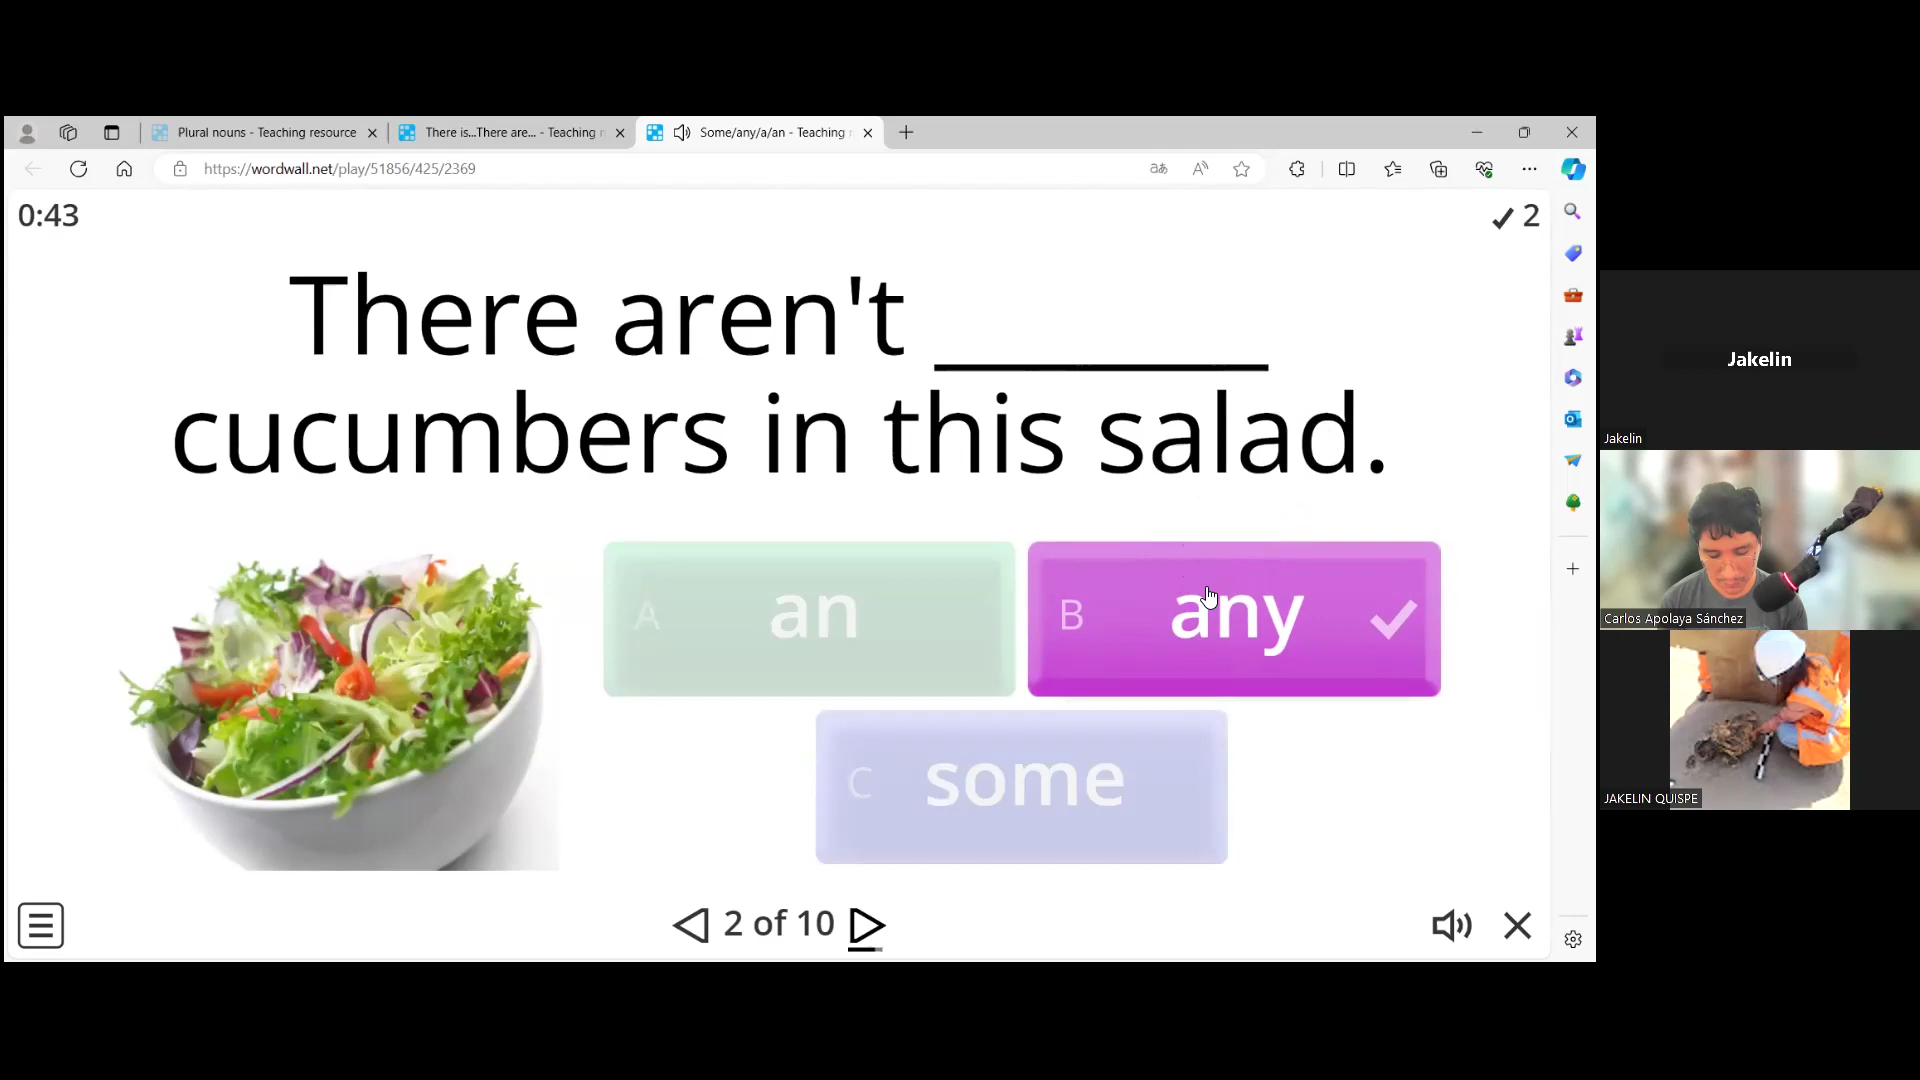 Plural nouns - Teaching resource
There is...There are... - Teaching r
Some/any/a/an - Teaching r
https://wordwall.net/play/51856/425/2369
0:43
2
There aren't ________
cucumbers in this salad.
A an
B any
C some
2 of 10
Jakelin
Jakelin
Carlos Apolaya Sánchez
JAKELIN QUISPE